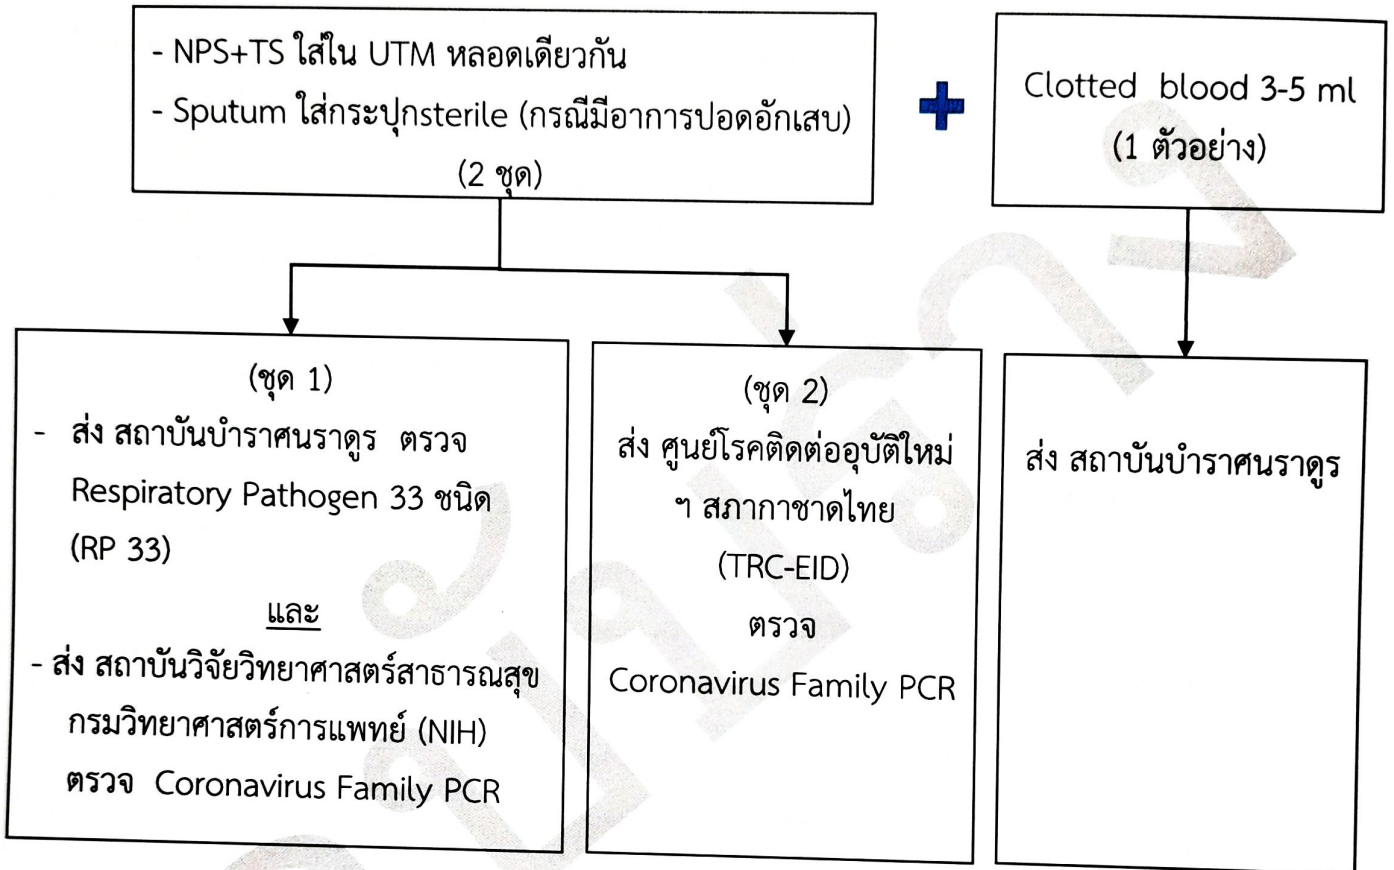 - NPS+TS ใส่ใน UTM หลอดเดียวกัน
- Sputum ใส่กระปุกsterile (กรณีมีอาการปอดอักเสบ)
(2 ชุด)
+
Clotted blood 3-5 ml
(1 ตัวอย่าง)
(ชุด 1)
- ส่ง สถาบันบำราศนราดูร ตรวจ
Respiratory Pathogen 33 ชนิด
(RP 33)
และ
- ส่ง สถาบันวิจัยวิทยาศาสตร์สาธารณสุข
กรมวิทยาศาสตร์การแพทย์ (NIH)
ตรวจ Coronavirus Family PCR
(ชุด 2)
ส่ง ศูนย์โรคติดต่ออุบัติใหม่
ฯ สภากาชาดไทย
(TRC-EID)
ตรวจ
Coronavirus Family PCR
ส่ง สถาบันบำราศนราดูร